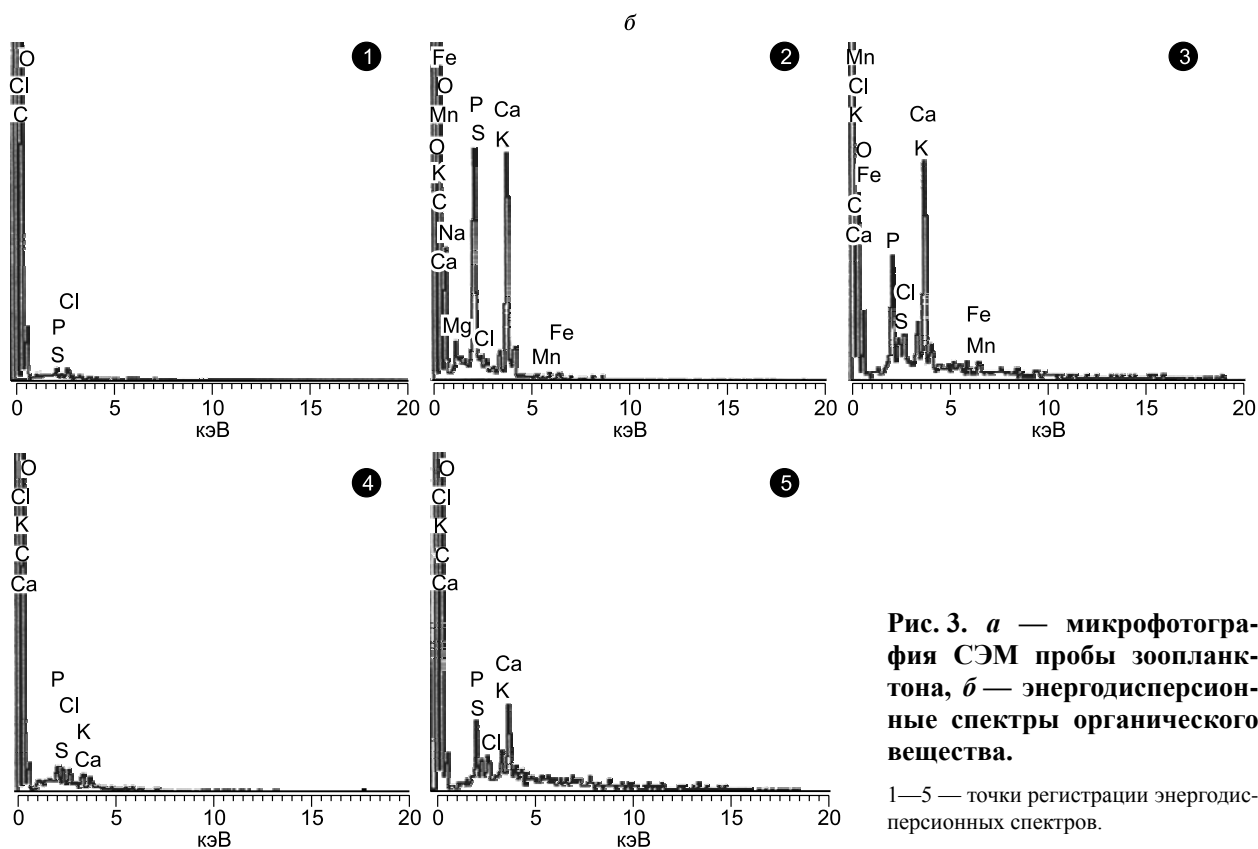 б
O
1
Cl
C
Cl
P
S
0 5 10 15 20
кэВ
Fe
2
O
Mn
P
Ca
S
O
K
K
C
Na
Ca
Mg
Cl
Fe
Mn
0 5 10 15 20
кэВ
Mn
3
Cl
K
Ca
O
K
Fe
C
Ca
P
Cl
S
Fe
Mn
0 5 10 15 20
кэВ
O
4
Cl
K
C
Ca
P
Cl
K
S
Ca
0 5 10 15 20
кэВ
O
5
Cl
K
C
Ca
P
Ca
S
K
Cl
0 5 10 15 20
кэВ
Рис. 3. а — микрофотогра-
фия СЭМ пробы зоопланк-
тона, б — энергодисперсион-
ные спектры органического
вещества.
1—5 — точки регистрации энергодис-
персионных спектров.